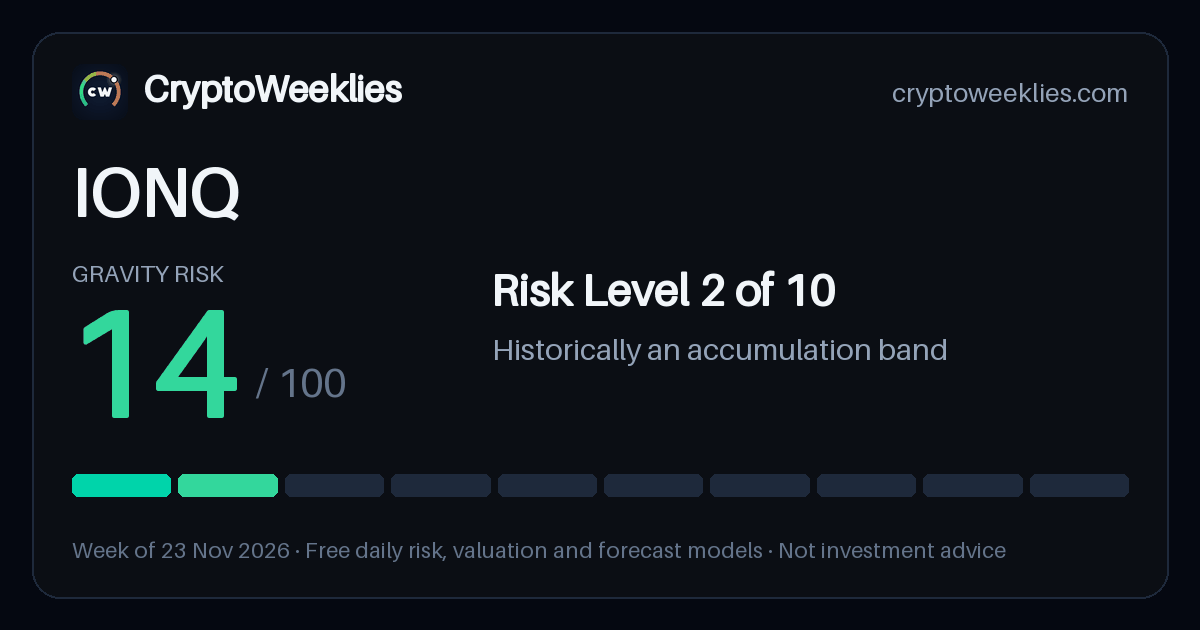 CW
CryptoWeeklies
cryptoweeklies.com
IONQ
GRAVITY RISK
14 / 100
Risk Level 2 of 10
Historically an accumulation band
Week of 23 Nov 2026 · Free daily risk, valuation and forecast models · Not investment advice